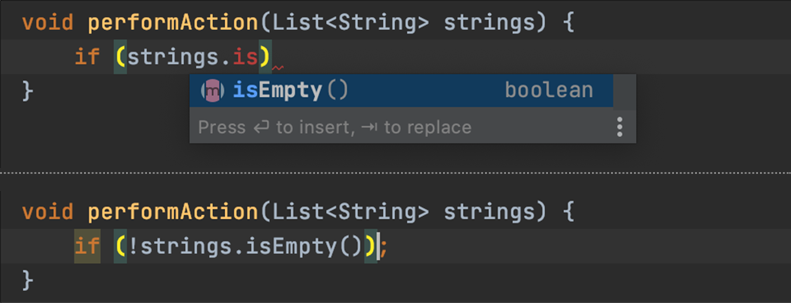 void performAction(List<String> strings) {
if (strings.is)
isEmpty() boolean
Press ⏎ to insert, ⇥ to replace
}
void performAction(List<String> strings) {
if (!strings.isEmpty());
}